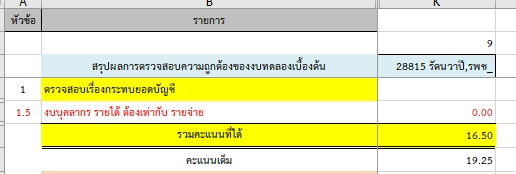 A B K
หัวข้อ รายการ
9
สรุปผลการตรวจสอบความถูกต้องของงบทดลองเบื้องต้น 28815 รัตนวาปี,รพช_
1 ตรวจสอบเรื่องกระทบยอดบัญชี
1.5 งบบุคลากร รายได้ ต้องเท่ากับ รายจ่าย 0.00
รวมคะแนนที่ได้ 16.50
คะแนนเต็ม 19.25